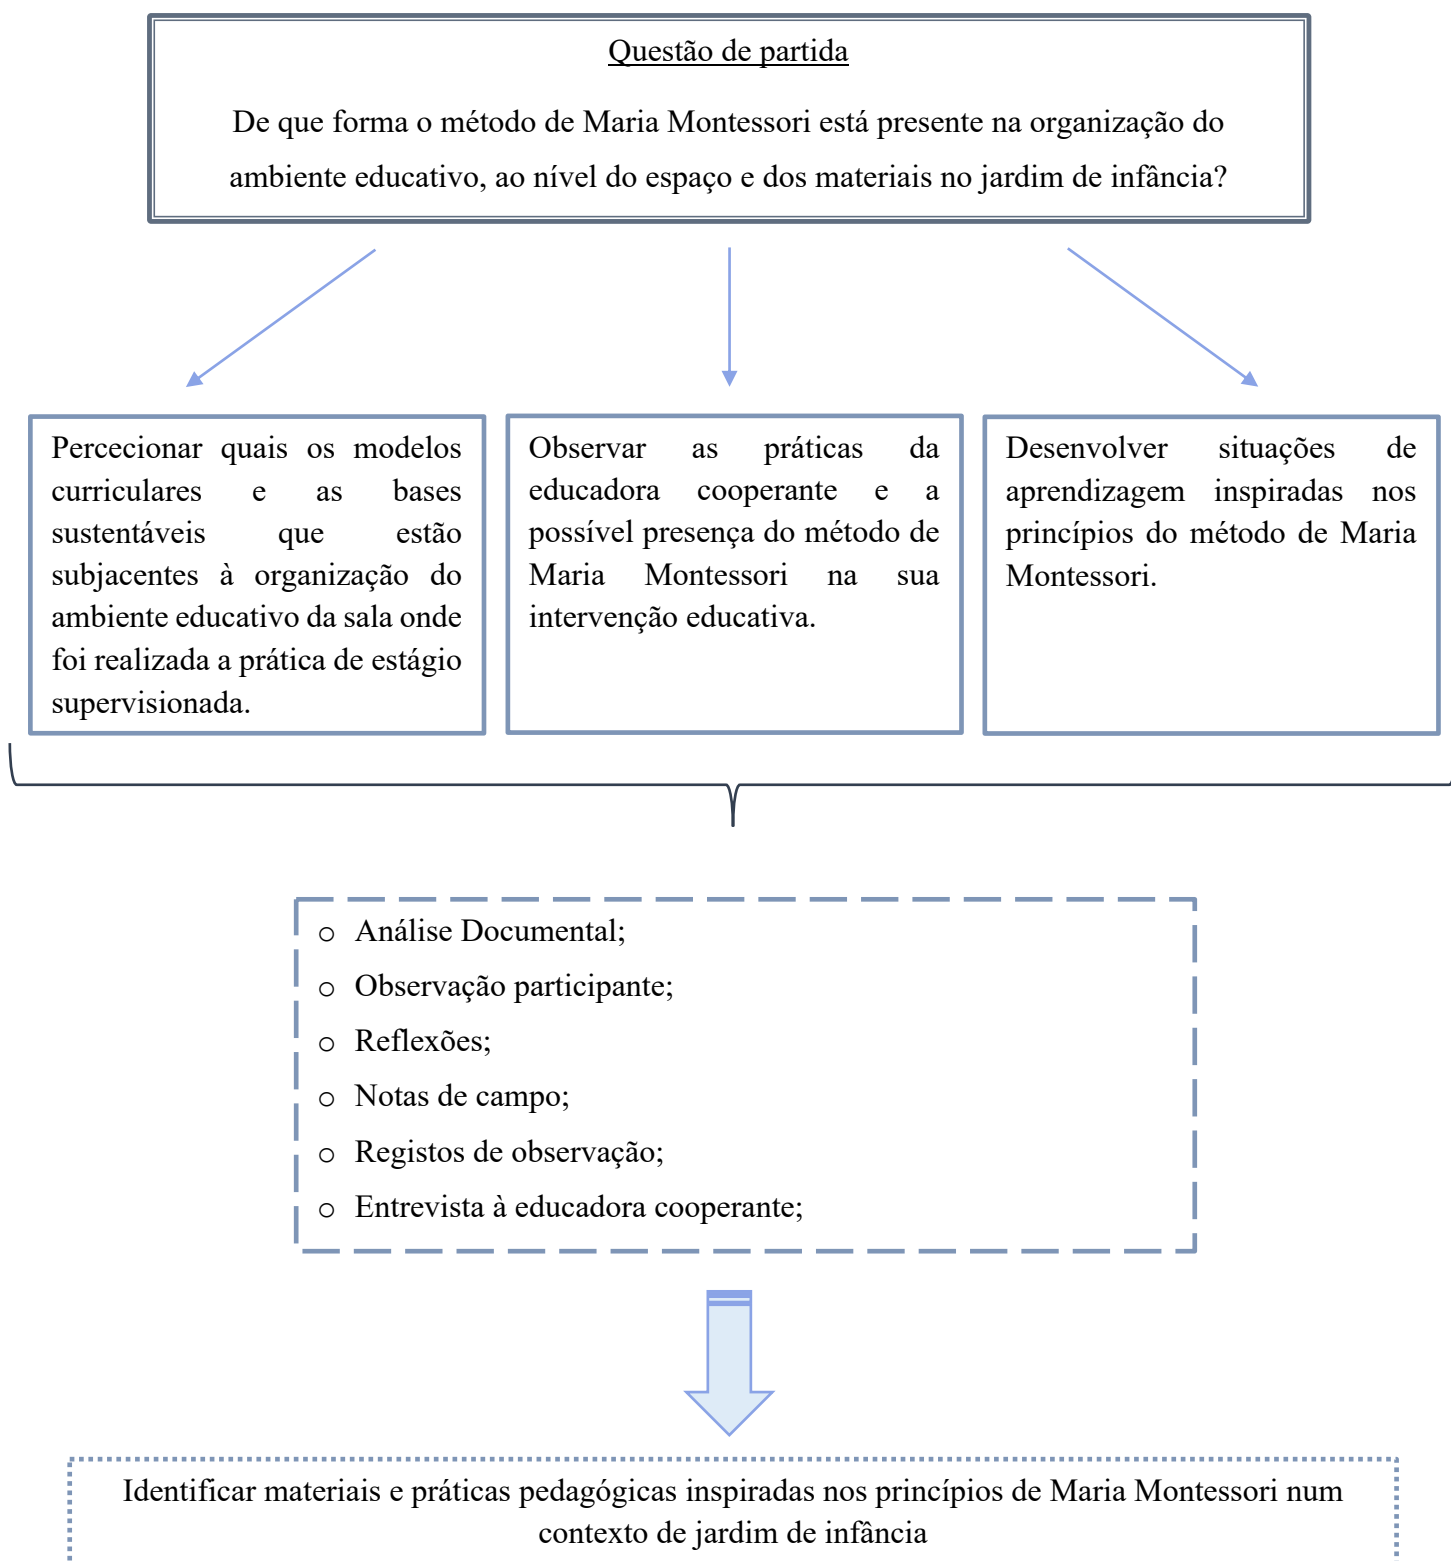 Questão de partida
De que forma o método de Maria Montessori está presente na organização do
ambiente educativo, ao nível do espaço e dos materiais no jardim de infância?
Percecionar quais os modelos
curriculares e as bases
sustentáveis que estão
subjacentes à organização do
ambiente educativo da sala onde
foi realizada a prática de estágio
supervisionada.
Observar as práticas da
educadora cooperante e a
possível presença do método de
Maria Montessori na sua
intervenção educativa.
Desenvolver situações de
aprendizagem inspiradas nos
princípios do método de Maria
Montessori.
o Análise Documental;
o Observação participante;
o Reflexões;
o Notas de campo;
o Registos de observação;
o Entrevista à educadora cooperante;
Identificar materiais e práticas pedagógicas inspiradas nos princípios de Maria Montessori num
contexto de jardim de infância